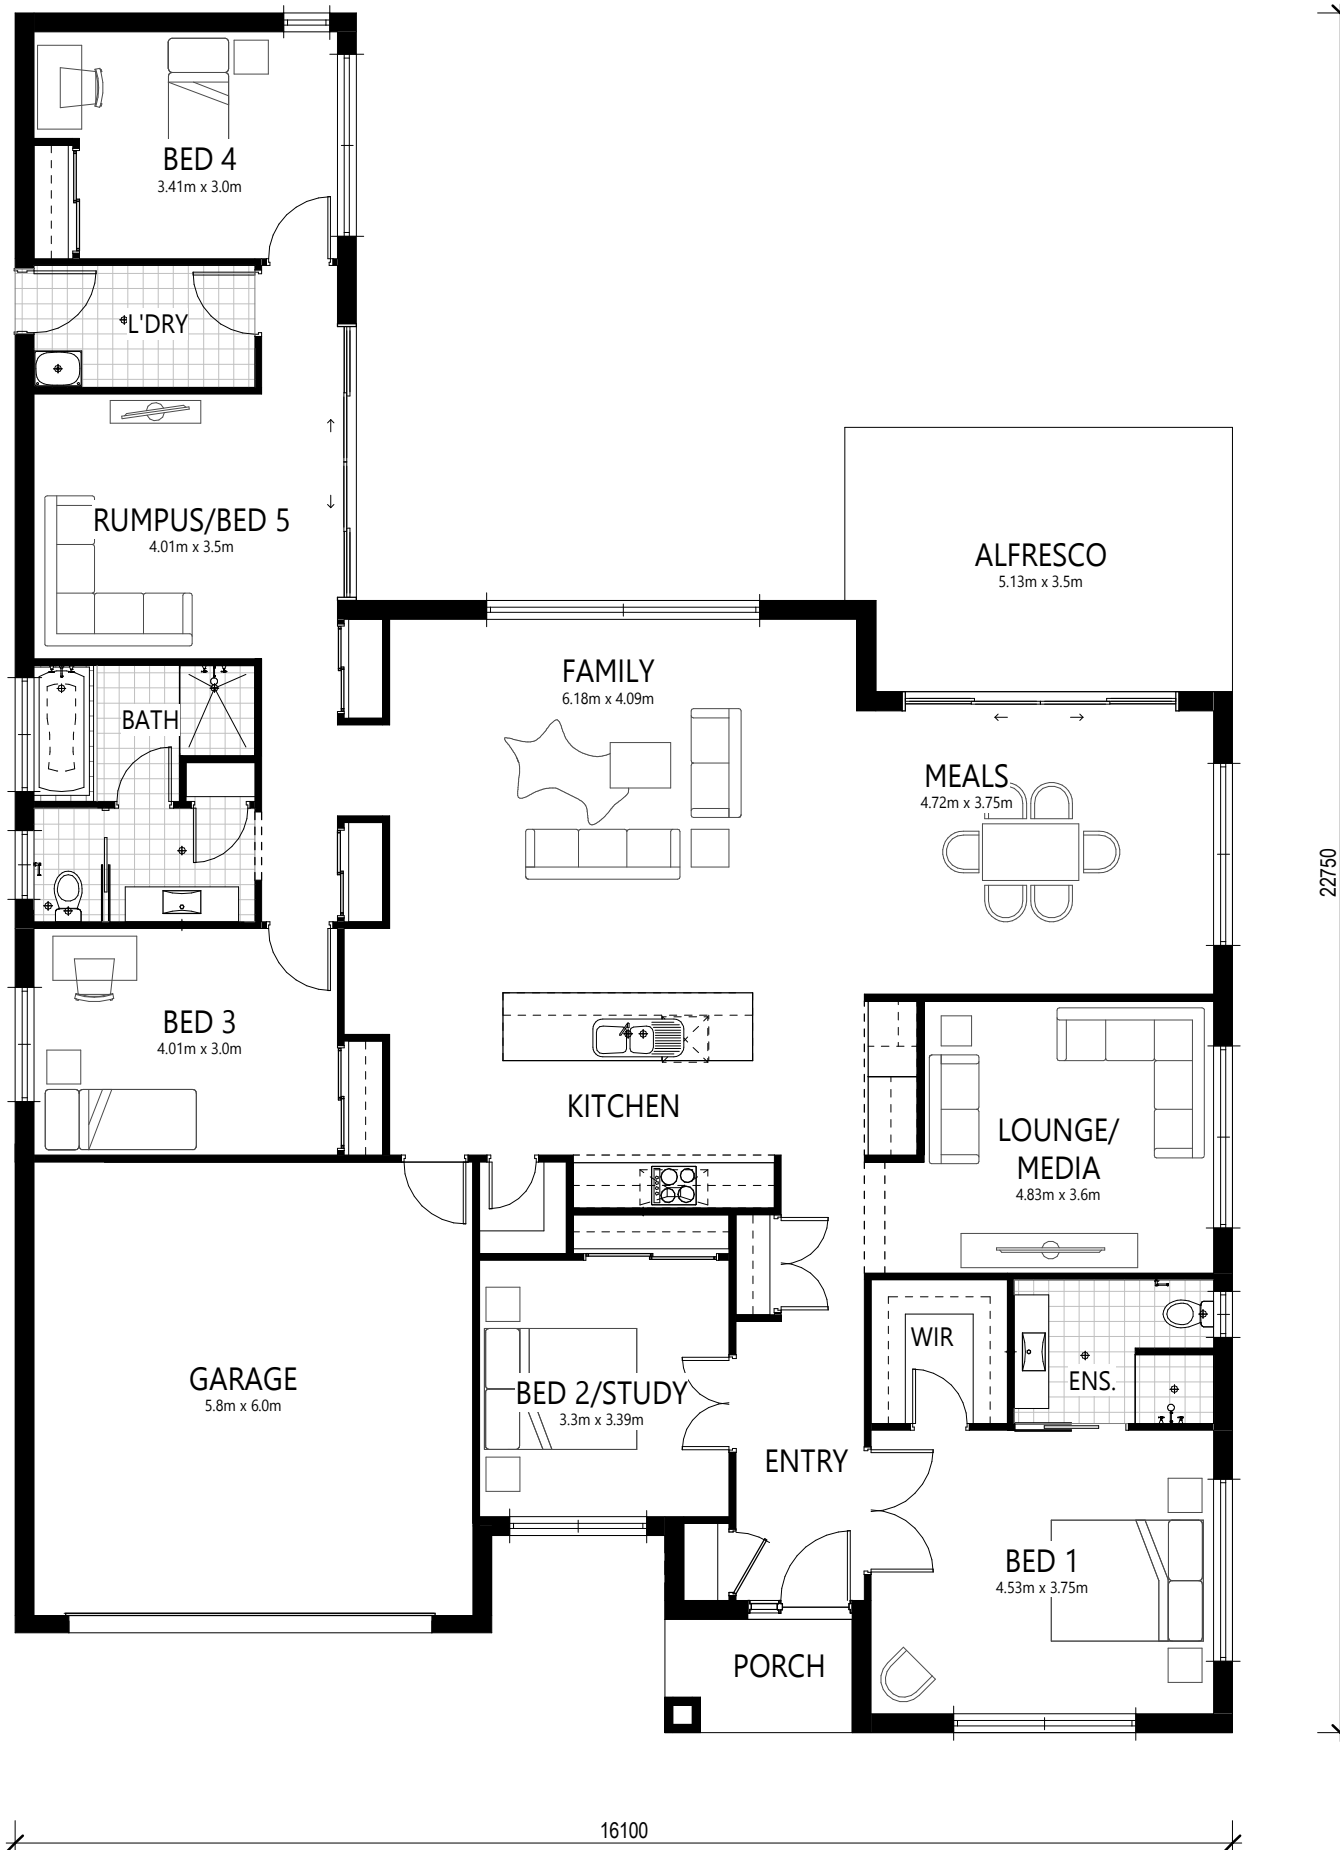 BED 4
3.41m x 3.0m
L'DRY
RUMPUS/BED 5
4.01m x 3.5m
ALFRESCO
5.13m x 3.5m
FAMILY
6.18m x 4.09m
BATH
MEALS
4.72m x 3.75m
22750
BED 3
4.01m x 3.0m
KITCHEN
LOUNGE/
MEDIA
4.83m x 3.6m
WIR
ENS.
GARAGE
5.8m x 6.0m
BED 2/STUDY
3.3m x 3.39m
ENTRY
BED 1
4.53m x 3.75m
PORCH
16100